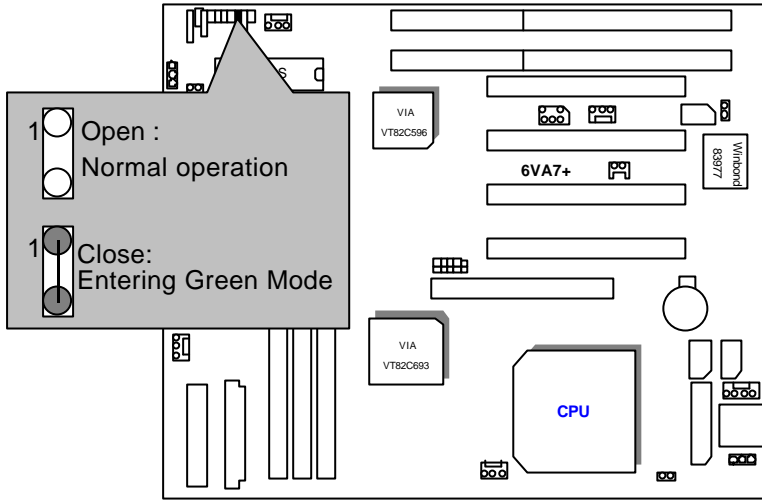 S
1
Open :
Normal operation
1
Close:
Entering Green Mode
VIA
VT82C596
6VA7+
Winbond
83977
VIA
VT82C693
CPU